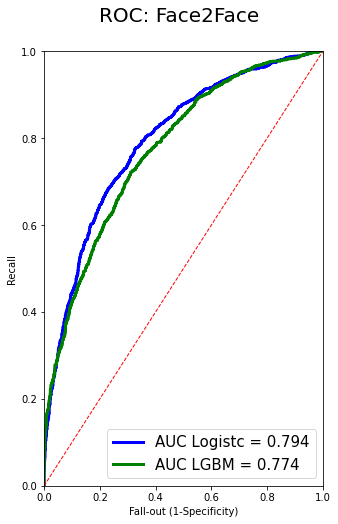 ROC: Face2Face
1.0
0.8
0.6
Recall
0.4
0.2
0.0
AUC Logistc = 0.794
AUC LGBM = 0.774
0.0 0.2 0.4 0.6 0.8 1.0
Fall-out (1-Specificity)